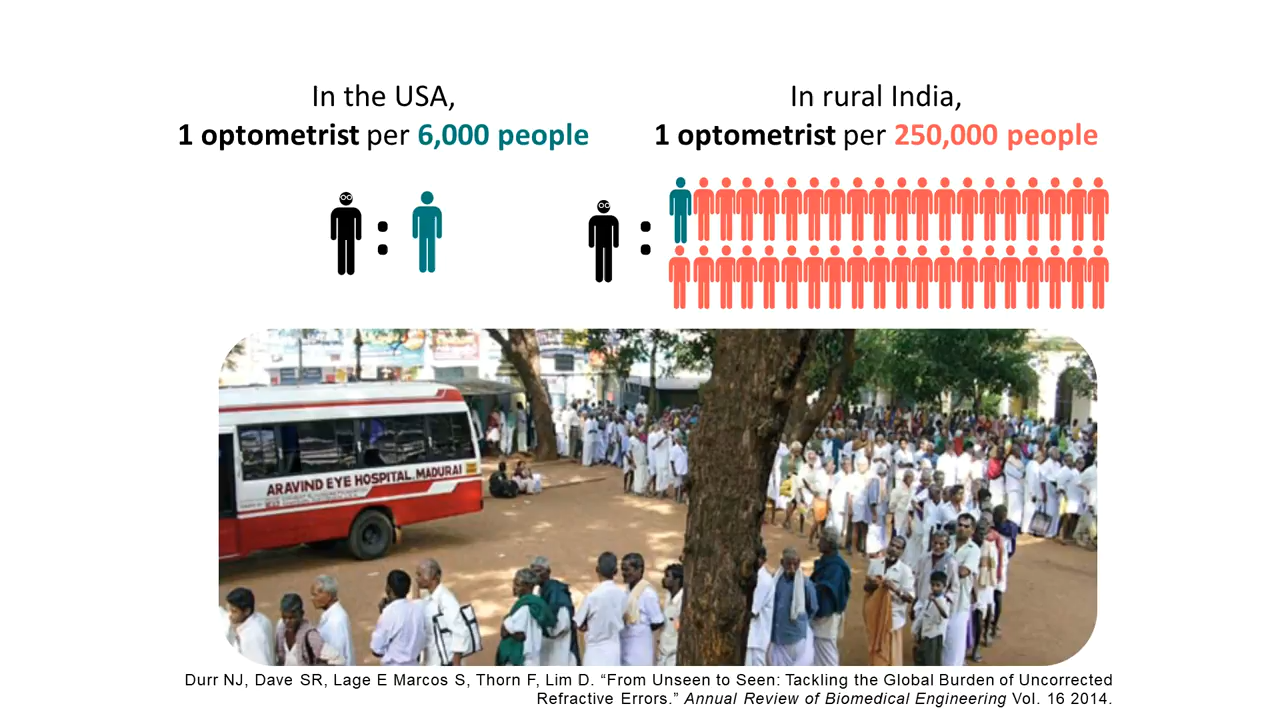 In the USA,
1 optometrist per 6,000 people
In rural India,
1 optometrist per 250,000 people
:
:
ARAVIND EYE HOSPITAL, MADURAI
Durr NJ, Dave SR, Lage E Marcos S, Thorn F, Lim D. “From Unseen to Seen: Tackling the Global Burden of Uncorrected
Refractive Errors.” Annual Review of Biomedical Engineering Vol. 16 2014.